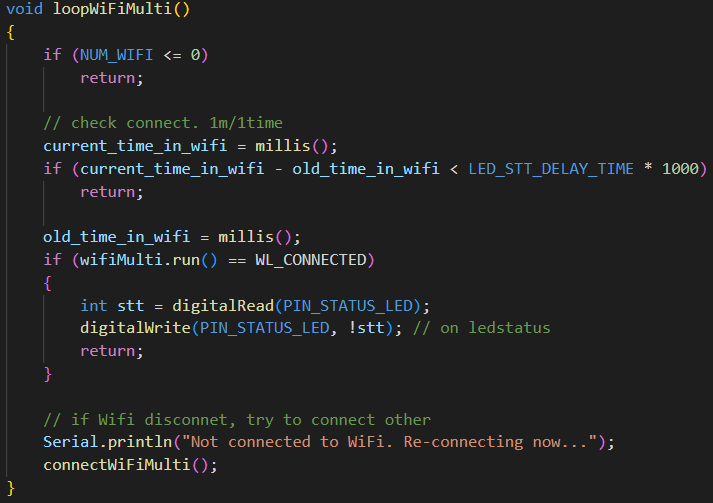 void loopWiFiMulti()
{
    if (NUM_WIFI <= 0)
        return;

    // check connect. 1m/1time
    current_time_in_wifi = millis();
    if (current_time_in_wifi - old_time_in_wifi < LED_STT_DELAY_TIME * 1000)
        return;

    old_time_in_wifi = millis();
    if (wifiMulti.run() == WL_CONNECTED)
    {
        int stt = digitalRead(PIN_STATUS_LED);
        digitalWrite(PIN_STATUS_LED, !stt); // on ledstatus
        return;
    }

    // if Wifi disconnet, try to connect other
    Serial.println("Not connected to WiFi. Re-connecting now...");
    connectWiFiMulti();
}